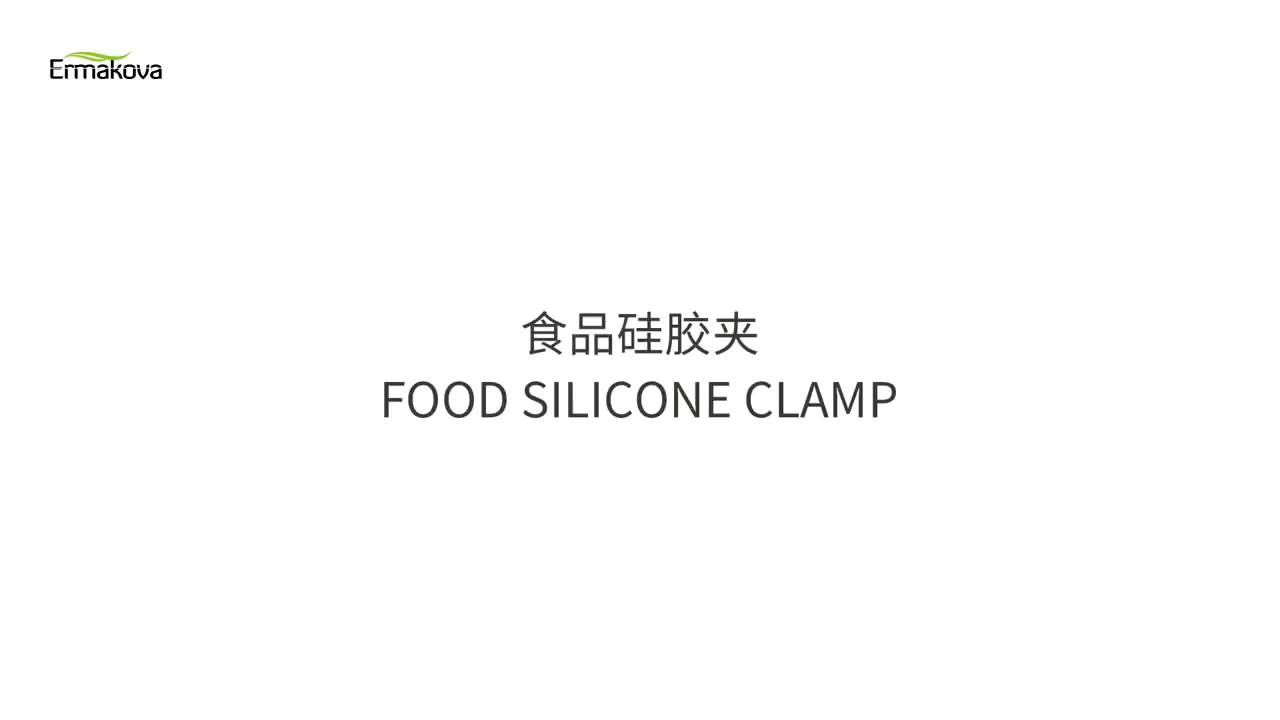 Ermakova
食品硅胶夹
FOOD SILICONE CLAMP